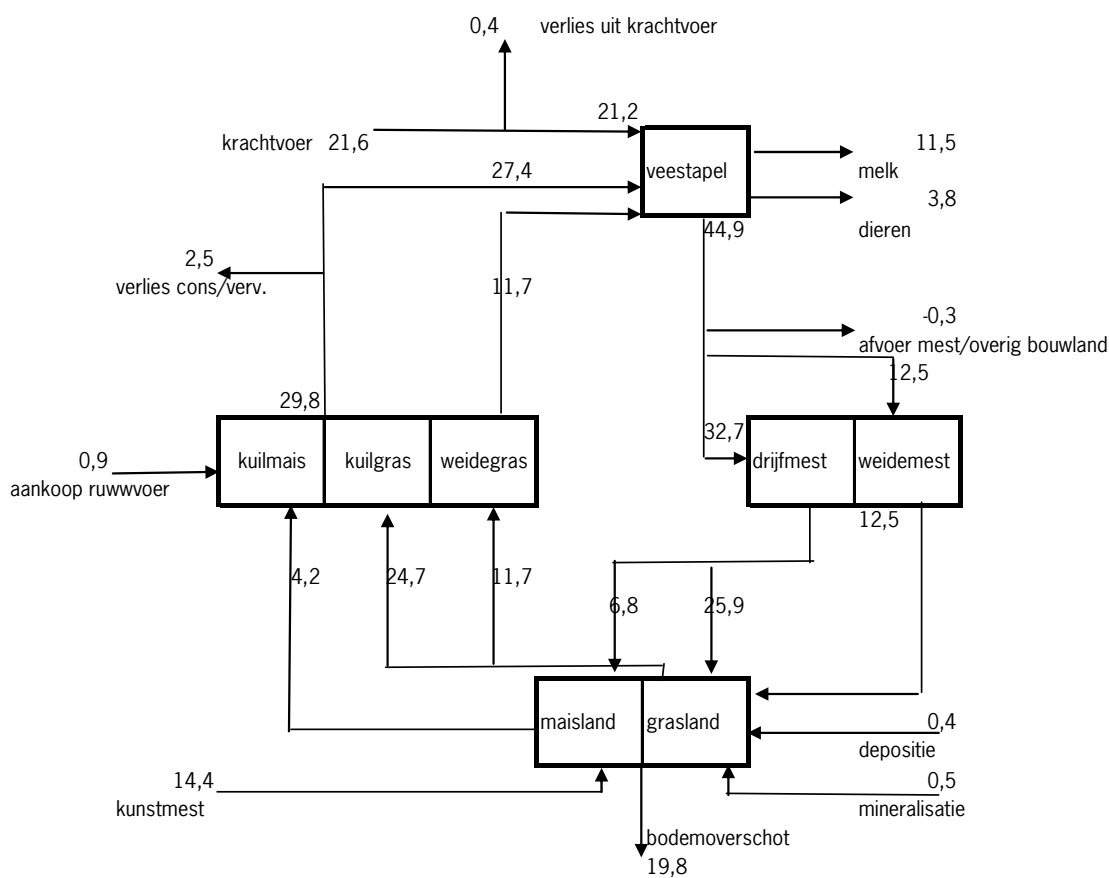 0,4 verlies uit krachtvoer
21,2
krachtvoer 21,6
veestapel
11,5
melk
27,4
3,8
dieren
44,9
2,5
verlies cons/verv.
11,7
-0,3
afvoer mest/overig bouwland
12,5
29,8
32,7
0,9
aankoop ruwwvoer
kuilmais kuilgras weidegras
drijfmest weidemest
12,5
4,2 24,7 11,7
6,8 25,9
maisland grasland
0,4
depositie
14,4
kunstmest
0,5
mineralisatie
bodemoverschot
19,8